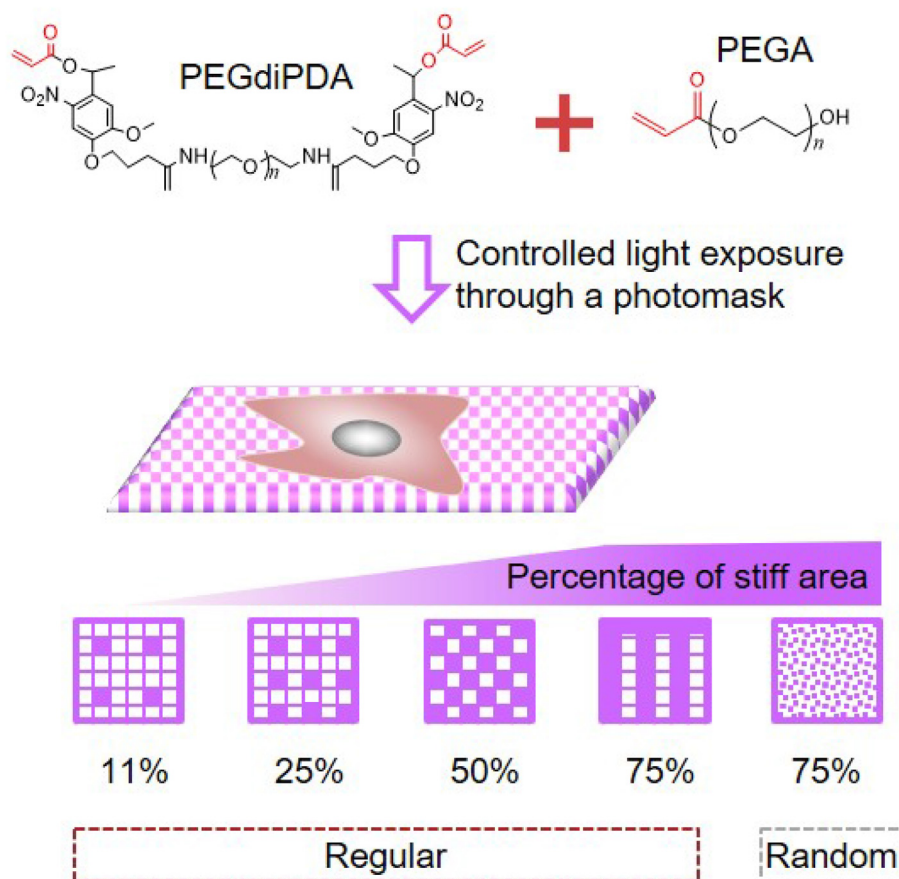 O
O
PEGdiPDA
O
O
PEGA
NO₂
NO₂
O
O
O
OH
O
n
O
NH
O
n
NH
O
Controlled light exposure
through a photomask
Percentage of stiff area
11% 25% 50% 75% 75%
Regular Random